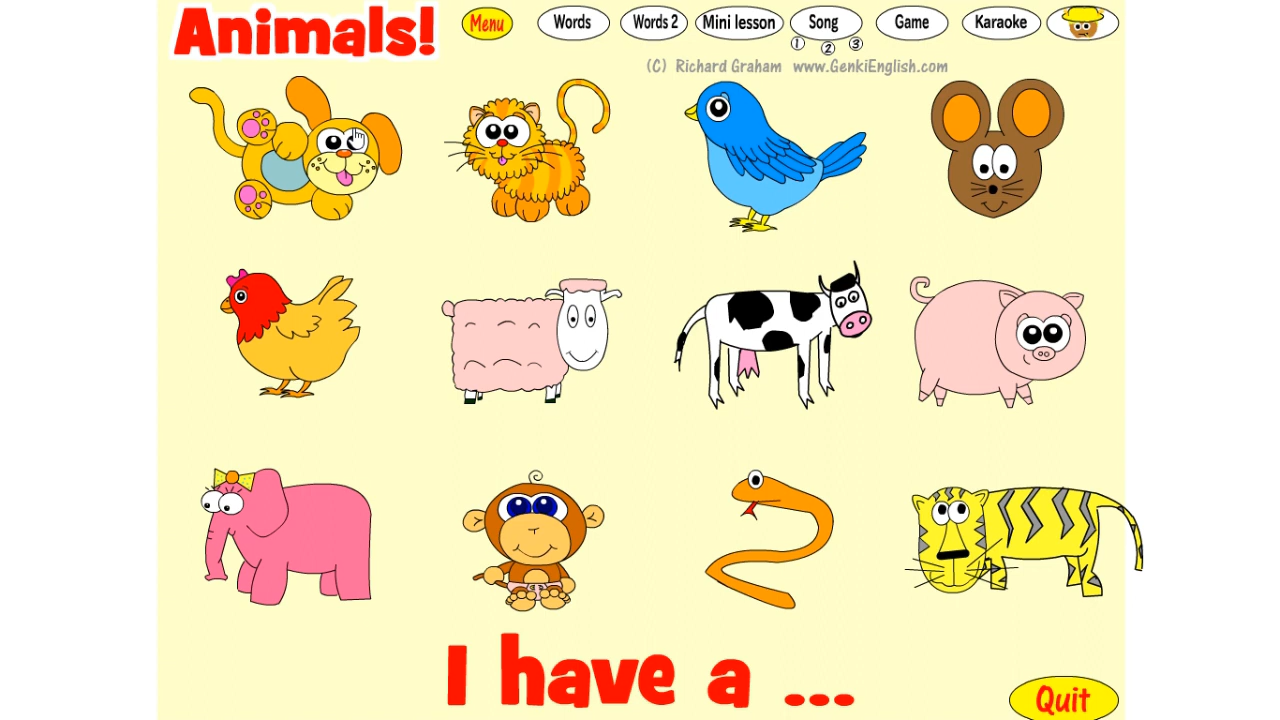 Animals!
Menu
Words
Words 2
Mini lesson
Song
Game
Karaoke
1
2
3
(C) Richard Graham www.GenkiEnglish.com
I have a ...
Quit